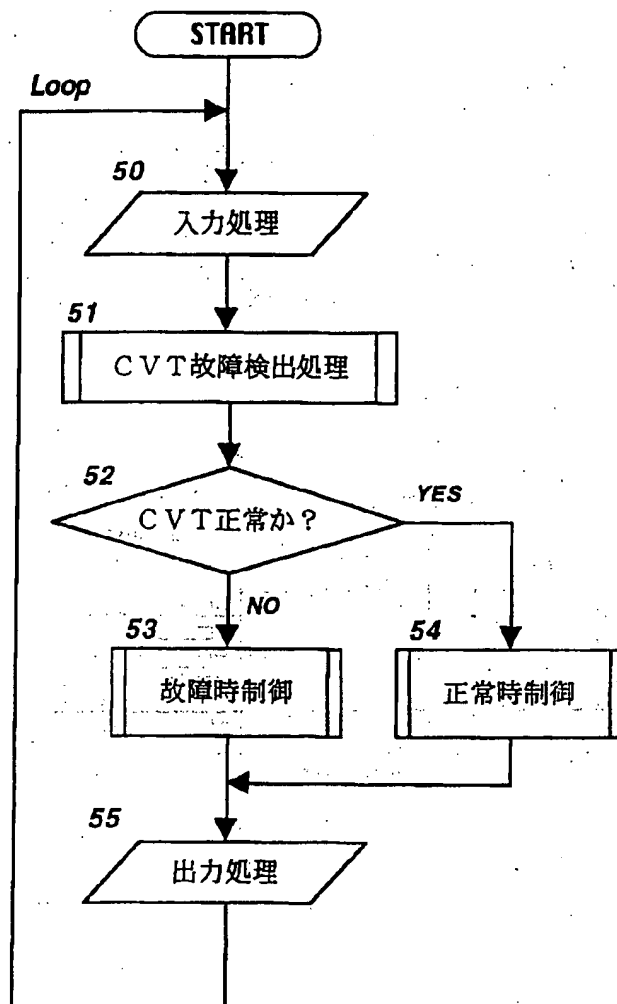 START
Loop
50
入力処理
51
ＣＶＴ故障検出処理
52
ＣＶＴ正常か？
YES
NO
53
故障時制御
54
正常時制御
55
出力処理